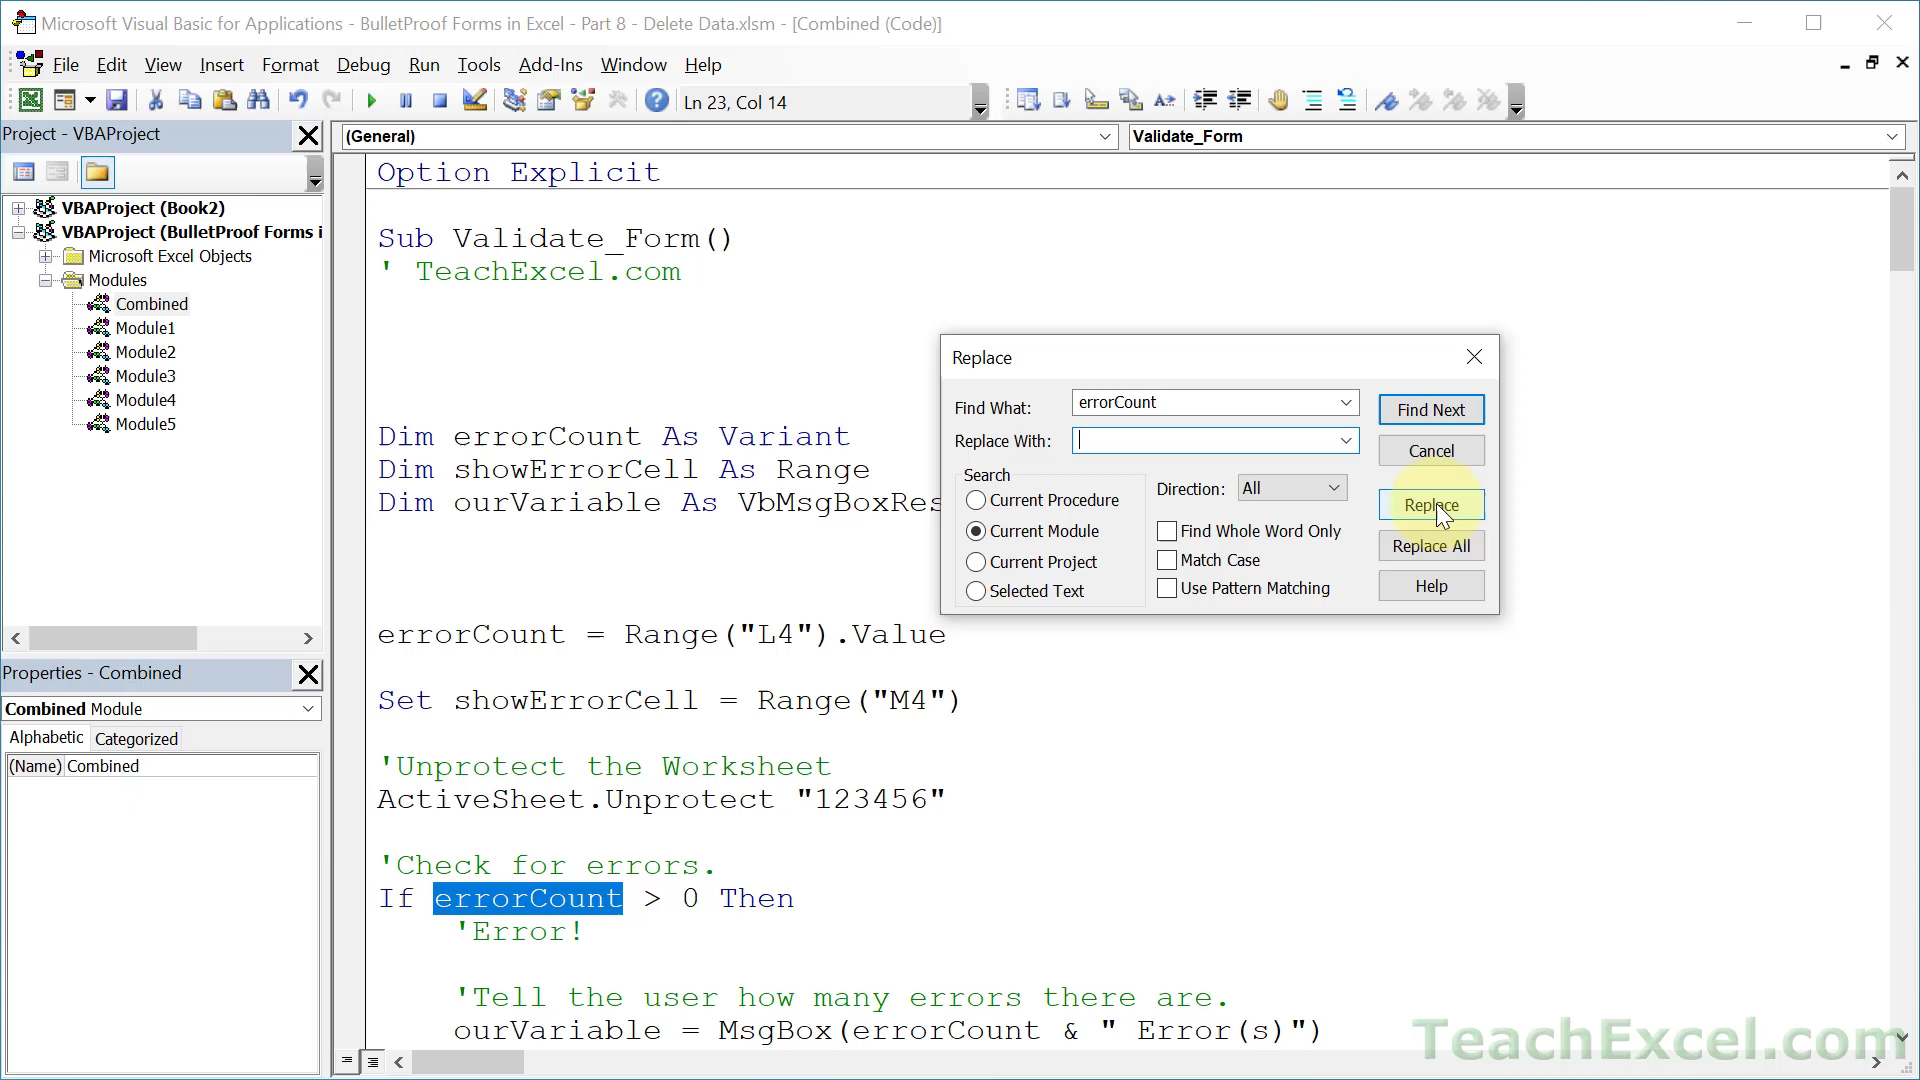 Microsoft Visual Basic for Applications - BulletProof Forms in Excel - Part 8 - Delete Data.xlsm - [Combined (Code)]
File Edit View Insert Format Debug Run Tools Add-Ins Window Help
Ln 23, Col 14
Project - VBAProject
(General)
Validate_Form
VBAProject (Book2)
VBAProject (BulletProof Forms i
Microsoft Excel Objects
Modules
Combined
Module1
Module2
Module3
Module4
Module5
Properties - Combined
Combined Module
Alphabetic Categorized
(Name) Combined
Option Explicit
Sub Validate_Form()
' TeachExcel.com
Dim errorCount As Variant
Dim showErrorCell As Range
Dim ourVariable As VbMsgBoxRes
errorCount = Range("L4").Value
Set showErrorCell = Range("M4")
'Unprotect the Worksheet
ActiveSheet.Unprotect "123456"
'Check for errors.
If errorCount > 0 Then
'Error!
'Tell the user how many errors there are.
ourVariable = MsgBox(errorCount & " Error(s)")
Replace
Find What: errorCount
Find Next
Replace With:
Cancel
Search
Current Procedure
Current Module
Current Project
Selected Text
Direction: All
Find Whole Word Only
Match Case
Use Pattern Matching
Replace
Replace All
Help
TeachExcel.com